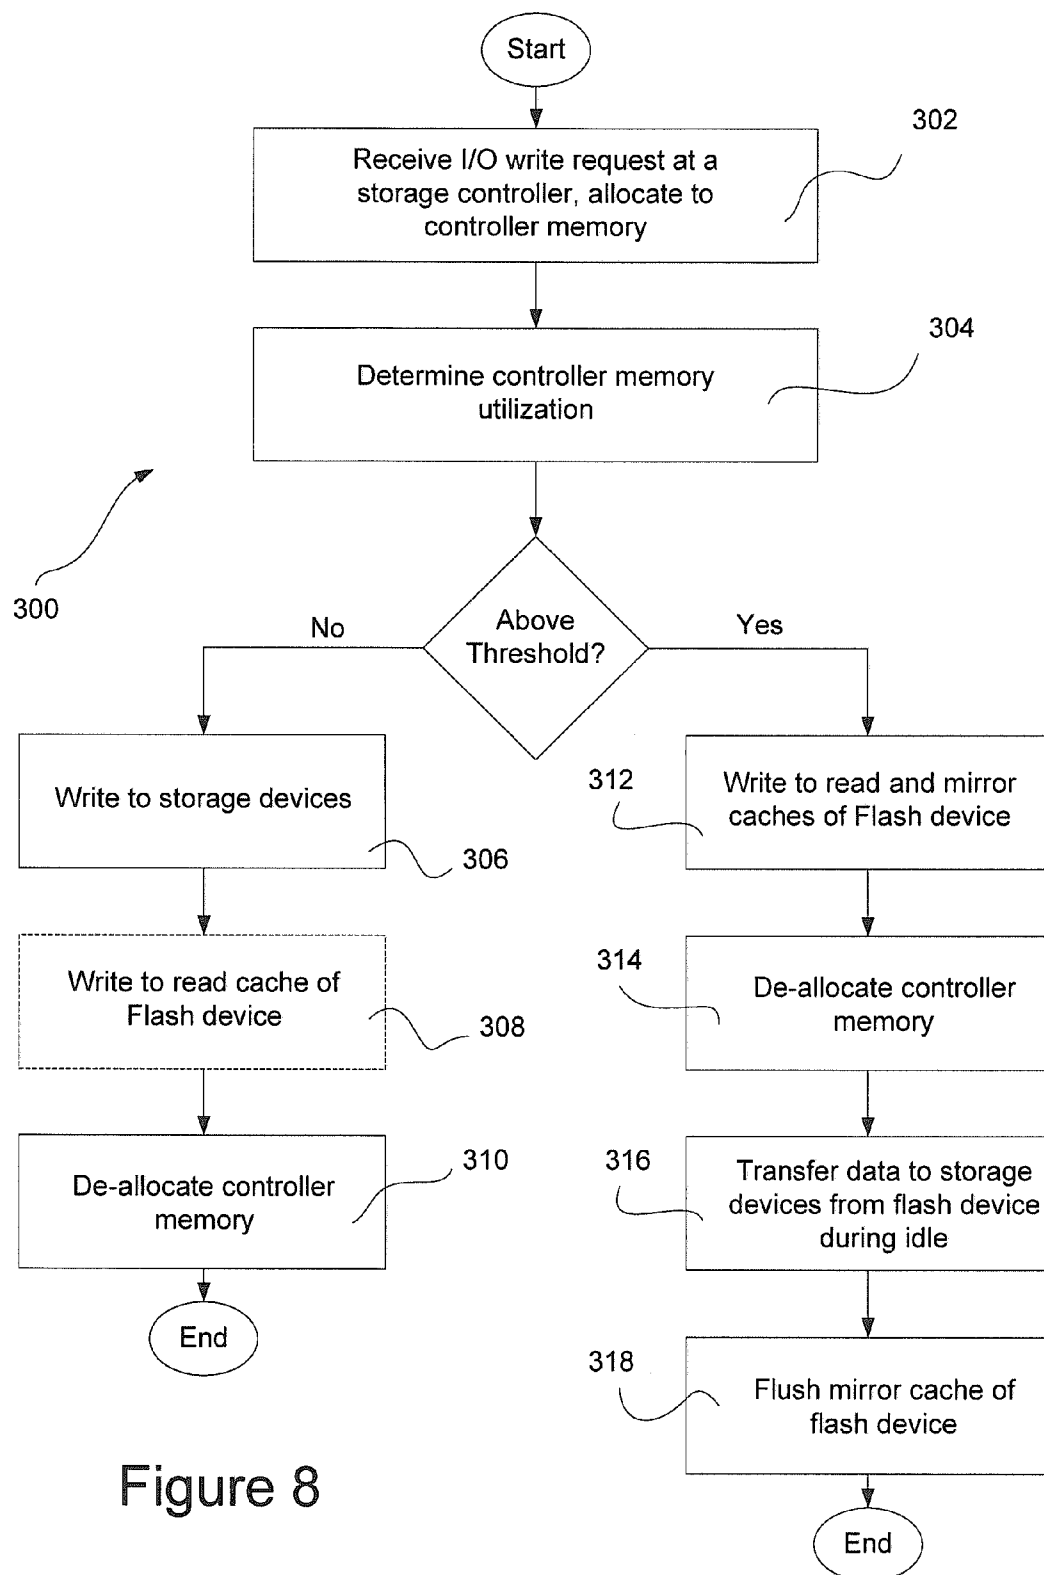 Start
302
Receive I/O write request at a
storage controller, allocate to
controller memory
304
Determine controller memory
utilization
300
Above
Threshold?
No
Yes
Write to storage devices
306
312
Write to read and mirror
caches of Flash device
Write to read cache of
Flash device
308
314
De-allocate controller
memory
310
De-allocate controller
memory
316
Transfer data to storage
devices from flash device
during idle
End
318
Flush mirror cache of
flash device
Figure 8
End